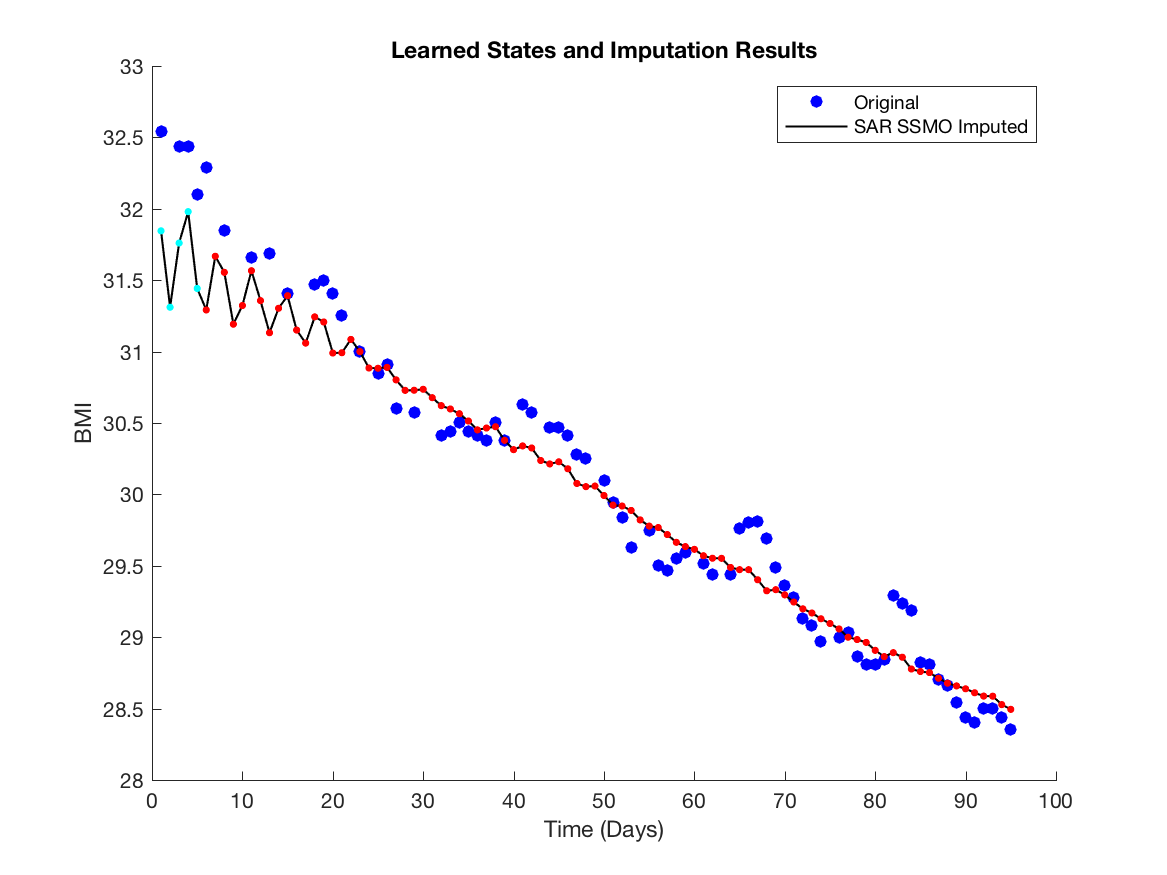 Learned States and Imputation Results
Original
SAR SSMO Imputed
33
32.5
32
31.5
31
30.5
30
29.5
29
28.5
28
BMI
0 10 20 30 40 50 60 70 80 90 100
Time (Days)